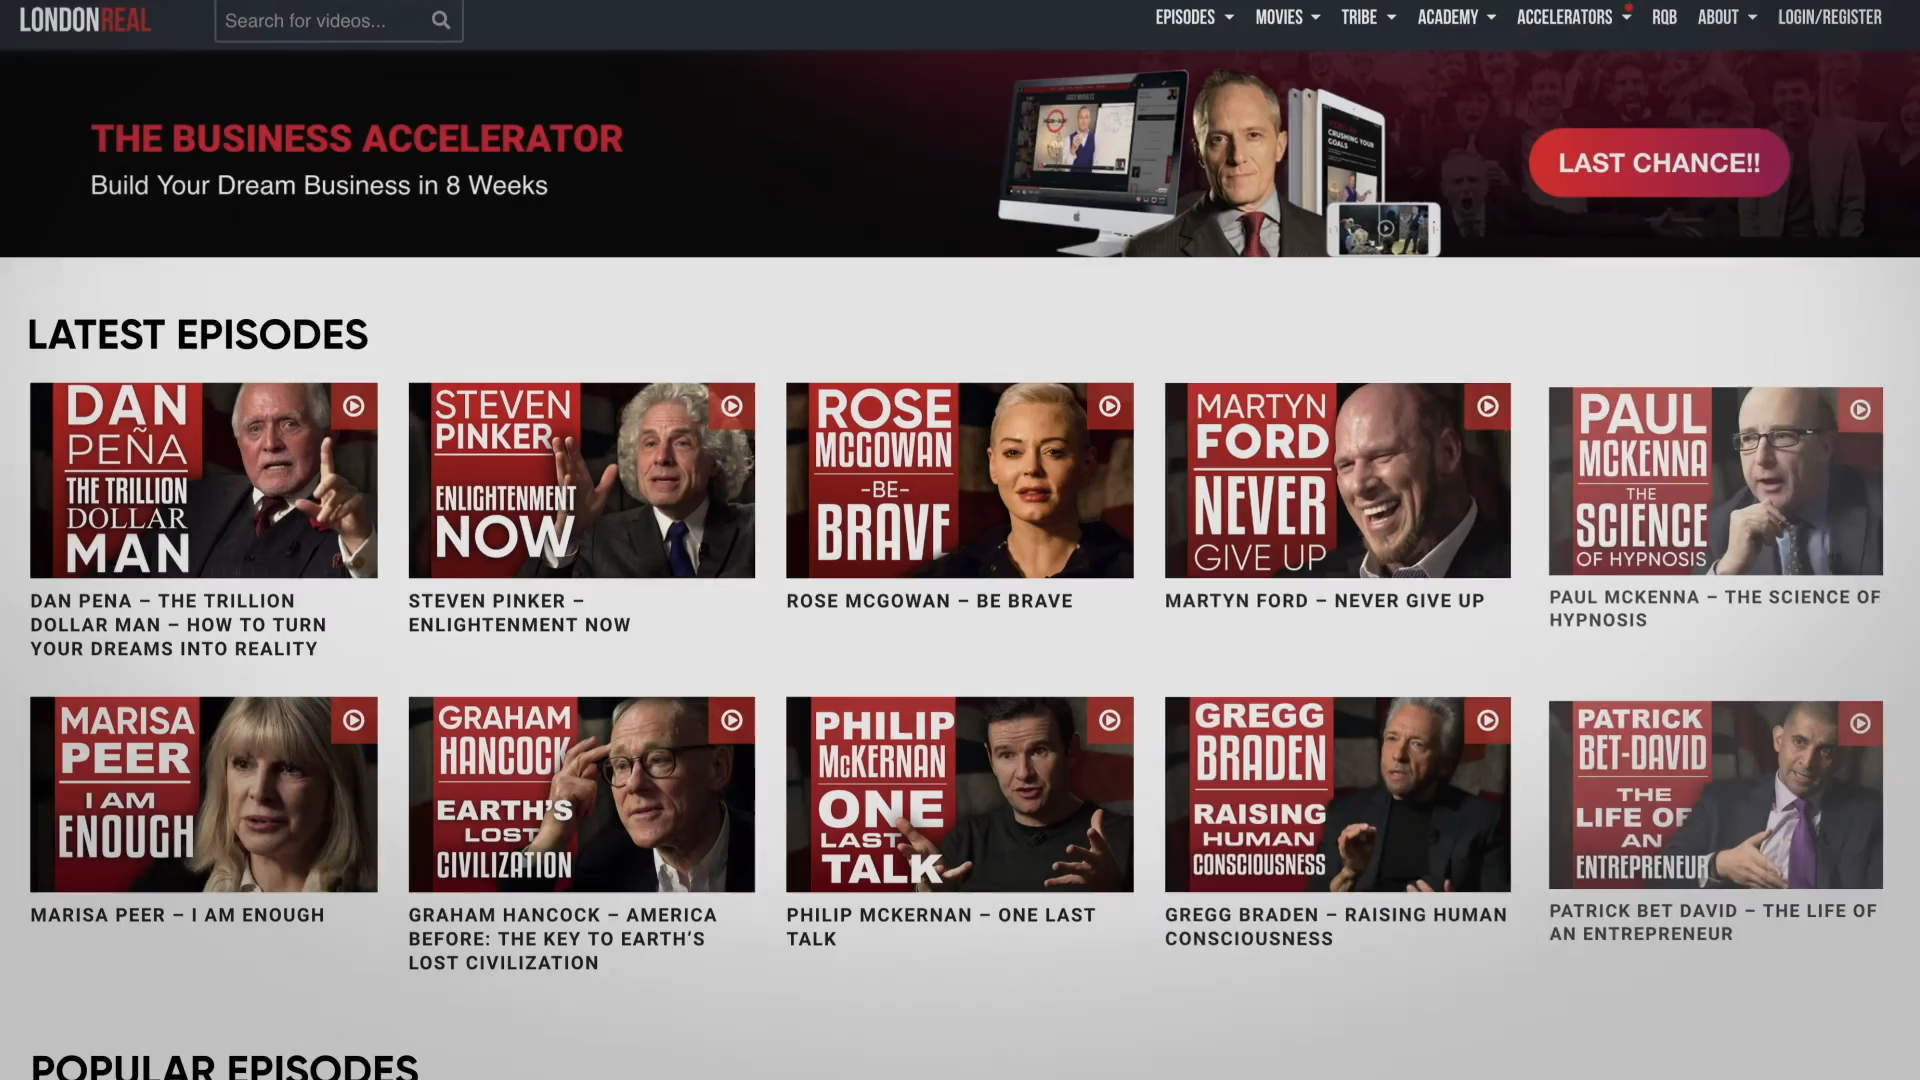 LONDONREAL
Search for videos...
EPISODES
MOVIES
TRIBE
ACADEMY
ACCELERATORS
RQB
ABOUT
LOGIN/REGISTER
THE BUSINESS ACCELERATOR
Build Your Dream Business in 8 Weeks
CRUSHING YOUR
GOALS
LAST CHANCE!!
LATEST EPISODES
DAN
PEÑA
THE TRILLION
DOLLAR
MAN
DAN PENA – THE TRILLION
DOLLAR MAN – HOW TO TURN
YOUR DREAMS INTO REALITY
STEVEN
PINKER
ENLIGHTENMENT
NOW
STEVEN PINKER –
ENLIGHTENMENT NOW
ROSE
MCGOWAN
-BE-
BRAVE
ROSE MCGOWAN – BE BRAVE
MARTYN
FORD
NEVER
GIVE UP
MARTYN FORD – NEVER GIVE UP
PAUL
MCKENNA
THE
SCIENCE
OF HYPNOSIS
PAUL MCKENNA – THE SCIENCE OF
HYPNOSIS
MARISA
PEER
I AM
ENOUGH
MARISA PEER – I AM ENOUGH
GRAHAM
HANCOCK
EARTH'S
LOST
CIVILIZATION
GRAHAM HANCOCK – AMERICA
BEFORE: THE KEY TO EARTH'S
LOST CIVILIZATION
PHILIP
McKERNAN
ONE
LAST
TALK
PHILIP MCKERNAN – ONE LAST
TALK
GREGG
BRADEN
RAISING
HUMAN
CONSCIOUSNESS
GREGG BRADEN – RAISING HUMAN
CONSCIOUSNESS
PATRICK
BET-DAVID
THE
LIFE OF
AN
ENTREPRENEUR
PATRICK BET DAVID – THE LIFE OF
AN ENTREPRENEUR
POPULAR EPISODES